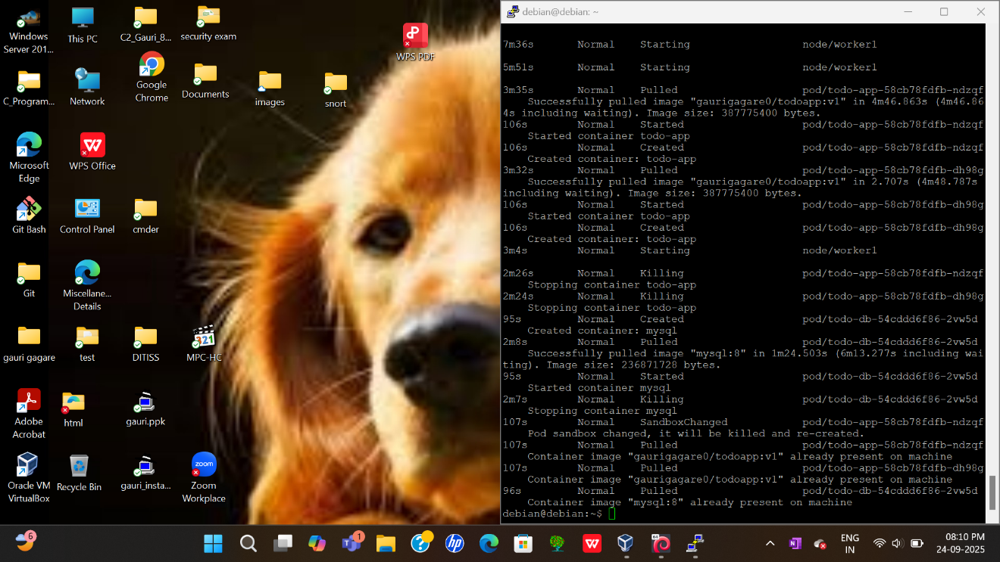 Windows
Server 201...
This PC
C2_Gauri_8...
security exam
WPS PDF
C_Program...
Network
Google
Chrome
Documents
images
snort
Microsoft
Edge
WPS Office
Git Bash
Control Panel
cmder
Git
Miscellane...
Details
gauri gagare
test
DITISS
321
MPC-HC
Adobe
Acrobat
html
gauri.ppk
Oracle VM
VirtualBox
Recycle Bin
gauri_insta...
zoom
Zoom
Workplace
debian@debian: ~
7m36s Normal Starting node/worker1
5m51s Normal Starting node/worker1
3m35s Normal Pulled pod/todo-app-58cb78fdfb-ndzqf
Successfully pulled image "gaurigagare0/todoapp:v1" in 4m46.863s (4m46.86
4s including waiting). Image size: 387775400 bytes.
106s Normal Started pod/todo-app-58cb78fdfb-ndzqf
Started container todo-app
106s Normal Created pod/todo-app-58cb78fdfb-ndzqf
Created container: todo-app
3m32s Normal Pulled pod/todo-app-58cb78fdfb-dh98g
Successfully pulled image "gaurigagare0/todoapp:v1" in 2.707s (4m48.787s
including waiting). Image size: 387775400 bytes.
106s Normal Started pod/todo-app-58cb78fdfb-dh98g
Started container todo-app
106s Normal Created pod/todo-app-58cb78fdfb-dh98g
Created container: todo-app
3m4s Normal Starting node/worker1
2m26s Normal Killing pod/todo-app-58cb78fdfb-ndzqf
Stopping container todo-app
2m24s Normal Killing pod/todo-app-58cb78fdfb-dh98g
Stopping container todo-app
95s Normal Created pod/todo-db-54cddd6f86-2vw5d
Created container: mysql
2m8s Normal Pulled pod/todo-db-54cddd6f86-2vw5d
Successfully pulled image "mysql:8" in 1m24.503s (6m13.277s including wai
ting). Image size: 236871728 bytes.
95s Normal Started pod/todo-db-54cddd6f86-2vw5d
Started container mysql
2m7s Normal Killing pod/todo-db-54cddd6f86-2vw5d
Stopping container mysql
107s Normal SandboxChanged pod/todo-app-58cb78fdfb-ndzqf
Pod sandbox changed, it will be killed and re-created.
107s Normal Pulled pod/todo-app-58cb78fdfb-ndzqf
Container image "gaurigagare0/todoapp:v1" already present on machine
107s Normal Pulled pod/todo-app-58cb78fdfb-dh98g
Container image "gaurigagare0/todoapp:v1" already present on machine
96s Normal Pulled pod/todo-db-54cddd6f86-2vw5d
Container image "mysql:8" already present on machine
debian@debian:~$
6
1
64
ENG
IN
08:10 PM
24-09-2025